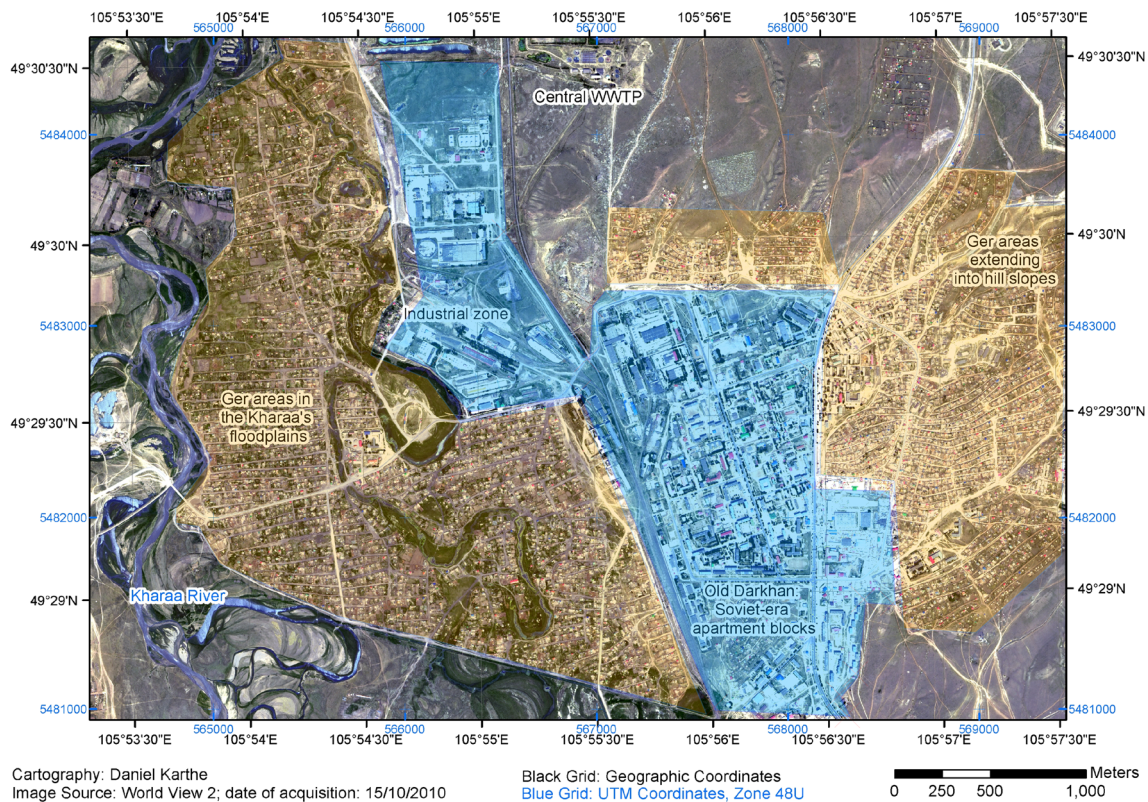 105°53'30"E 105°54'E 105°54'30"E 105°55'E 105°55'30"E 105°56'E 105°56'30"E 105°57'E 105°57'30"E
565000 566000 567000 568000 569000
49°30'30"N 49°30'30"N
Central WWTP
5484000 5484000
49°30'N 49°30'N
Ger areas
extending
into hill slopes
Industrial zone
5483000 5483000
Ger areas in
the Kharaa's
floodplains
49°29'30"N 49°29'30"N
5482000 5482000
Kharaa River
49°29'N 49°29'N
Old Darkhan:
Soviet-era
apartment blocks
5481000 5481000
565000 566000 567000 568000 569000
105°53'30"E 105°54'E 105°54'30"E 105°55'E 105°55'30"E 105°56'E 105°56'30"E 105°57'E 105°57'30"E
Cartography: Daniel Karthe
Image Source: World View 2; date of acquisition: 15/10/2010
Black Grid: Geographic Coordinates
Blue Grid: UTM Coordinates, Zone 48U
Meters
0 250 500 1,000